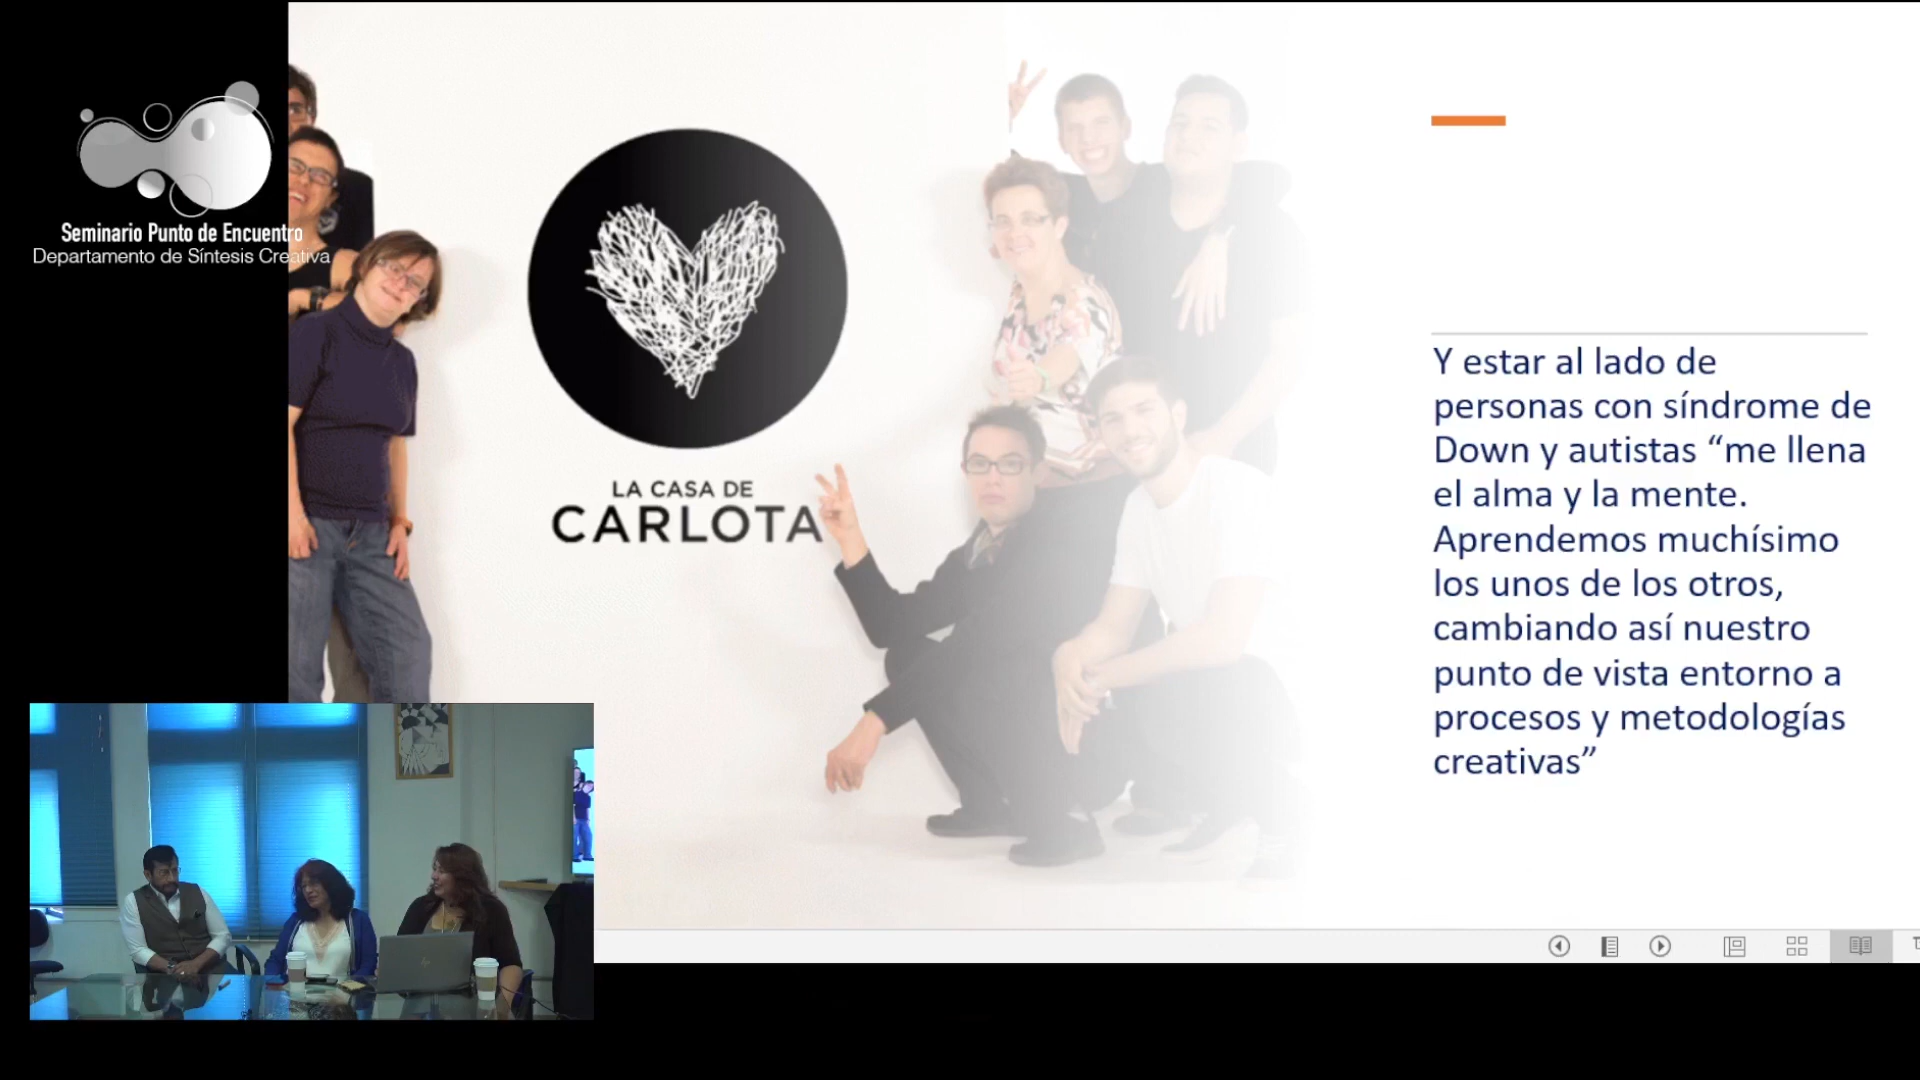 Seminario Punto de Encuentro
Departamento de Síntesis Creativa
LA CASA DE
CARLOTA
Y estar al lado de
personas con síndrome de
Down y autistas “me llena
el alma y la mente.
Aprendemos muchísimo
los unos de los otros,
cambiando así nuestro
punto de vista entorno a
procesos y metodologías
creativas”